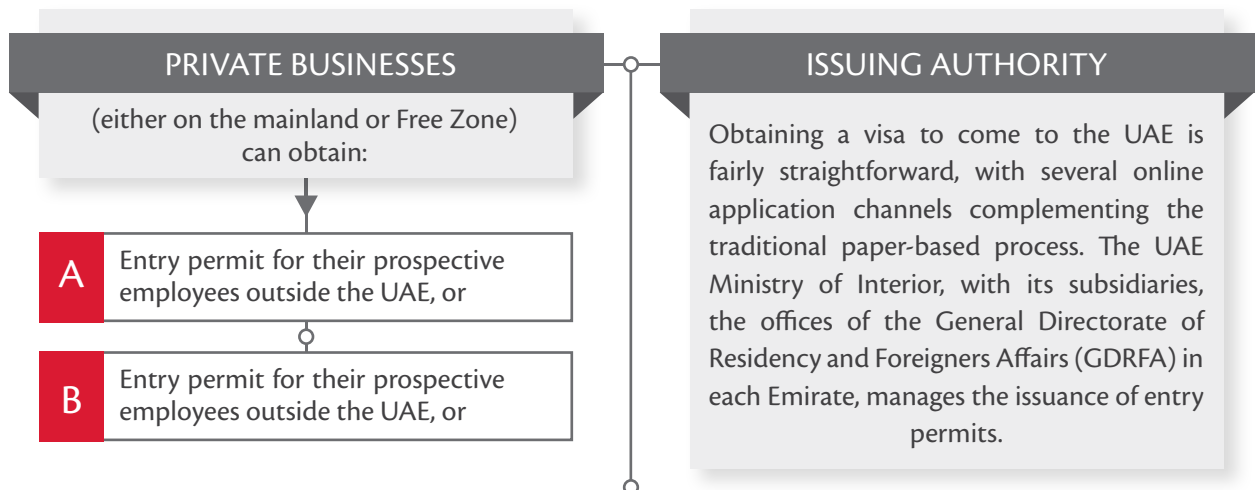 PRIVATE BUSINESSES
(either on the mainland or Free Zone)
can obtain:
A
Entry permit for their prospective
employees outside the UAE, or
B
Entry permit for their prospective
employees outside the UAE, or
ISSUING AUTHORITY
Obtaining a visa to come to the UAE is
fairly straightforward, with several online
application channels complementing the
traditional paper-based process. The UAE
Ministry of Interior, with its subsidiaries,
the offices of the General Directorate of
Residency and Foreigners Affairs (GDRFA) in
each Emirate, manages the issuance of entry
permits.